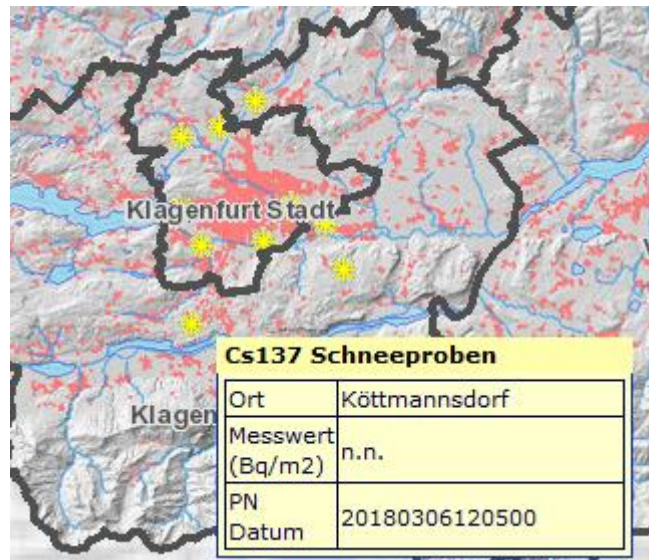 Klagenfurt Stadt
Cs137 Schneeproben
Ort Köttmannsdorf
Klagen
Messwert
(Bq/m2) n.n.
PN
Datum 20180306120500